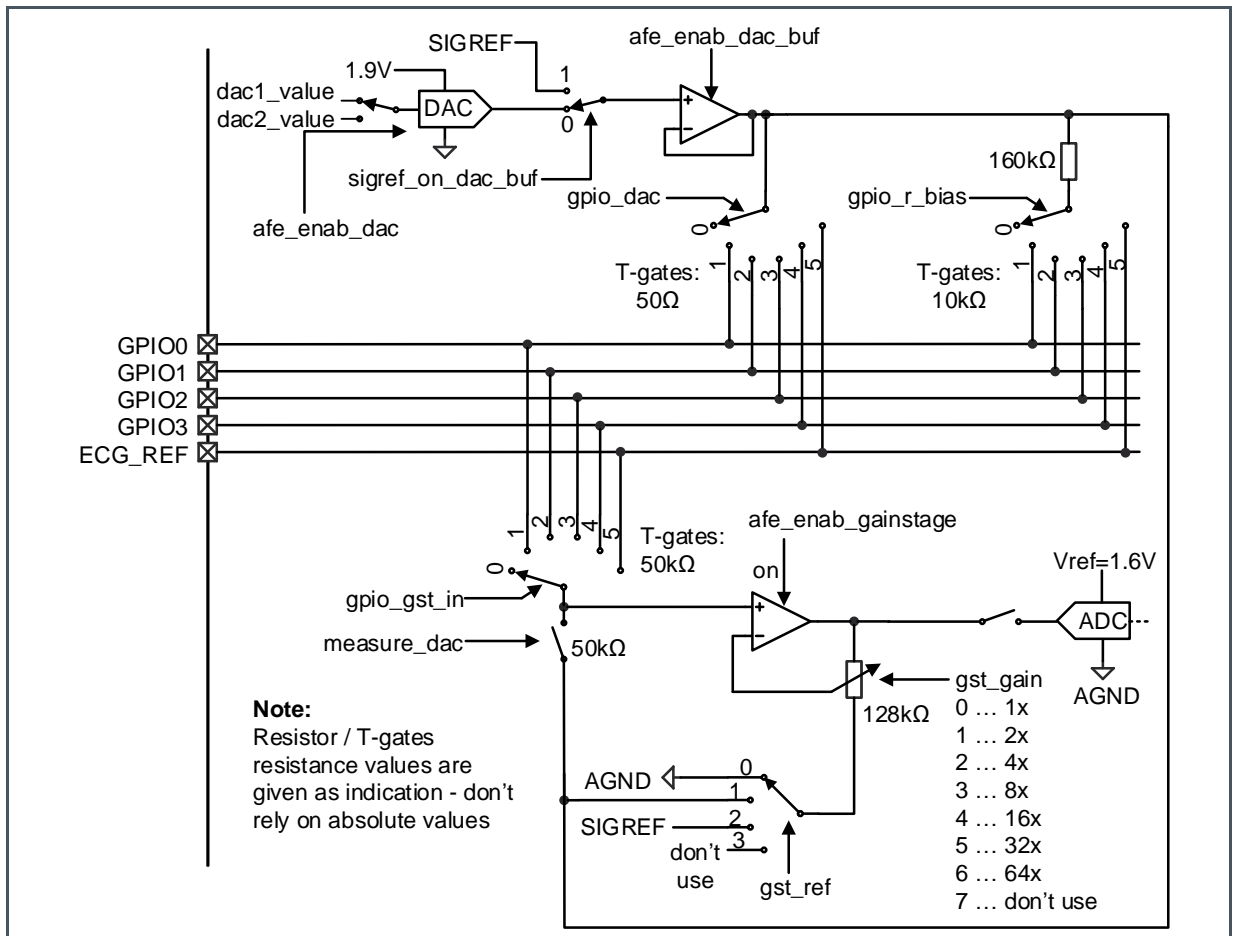 afe_enab_dac_buf
SIGREF
1.9V
1
dac1_value
DAC
dac2_value
0
sigref_on_dac_buf
afe_enab_dac
+
−
160kΩ
gpio_dac
gpio_r_bias
0
0
T-gates:
50Ω
1
2
3
4
5
T-gates:
10kΩ
1
2
3
4
5
GPIO0
GPIO1
GPIO2
GPIO3
ECG_REF
1
2
3
4
5
T-gates:
50kΩ
0
gpio_gst_in
measure_dac
50kΩ
afe_enab_gainstage
on
+
−
Vref=1.6V
ADC
AGND
128kΩ
gst_gain
0 ... 1x
1 ... 2x
2 ... 4x
3 ... 8x
4 ... 16x
5 ... 32x
6 ... 64x
7 ... don't use
Note:
Resistor / T-gates
resistance values are
given as indication - don't
rely on absolute values
AGND
0
1
SIGREF
2
don't
use
3
gst_ref